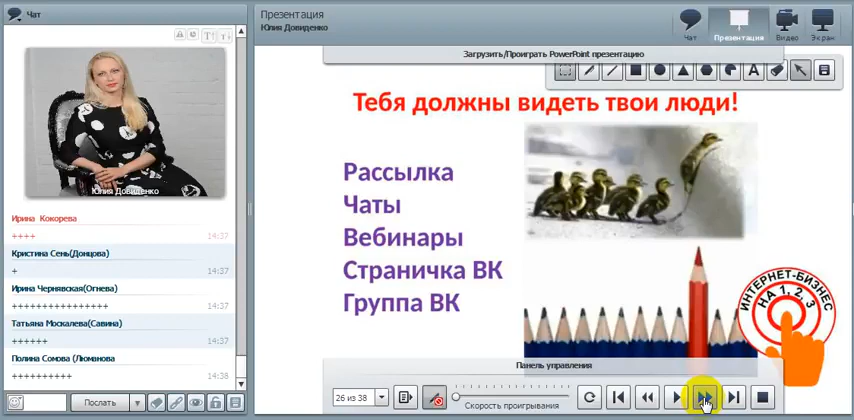 Чат
Юлия Довиденко
Ирина Кокорева
++++ 14:37
Кристина Сень(Донцова)
+ 14:37
Ирина Чернявская(Огнева)
++++++++++++++++ 14:37
Татьяна Москалева(Савина)
++++++ 14:37
Полина Сомова (Люманова
++++++++++ 14:38
Послать
Презентация
Юлия Довиденко
Чат
Презентация
Видео
Экран
Загрузить/Проиграть PowerPoint презентацию
Тебя должны видеть твои люди!
Рассылка
Чаты
Вебинары
Страничка ВК
Группа ВК
ИНТЕРНЕТ-БИЗНЕС
НА 1, 2, 3
Панель управления
26 из 38
Скорость проигрывания